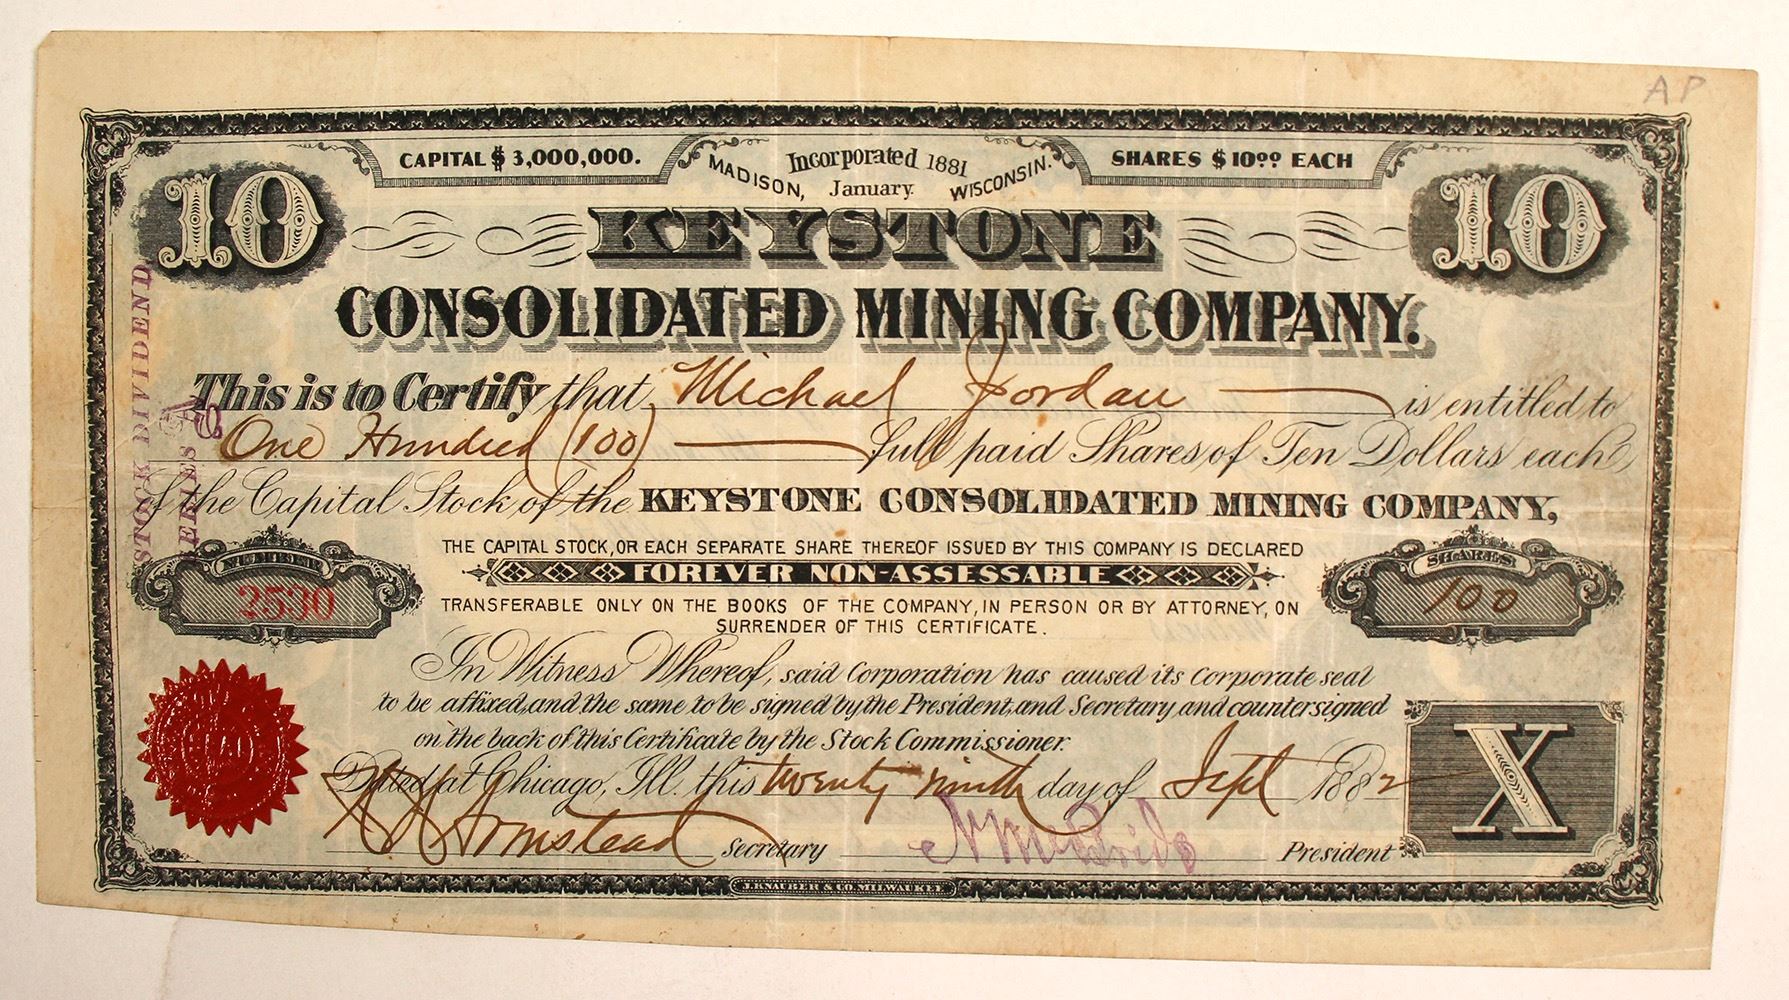 AP
CAPITAL $ 3,000,000.
Incorporated 1881
MADISON, January. WISCONSIN.
SHARES $10.00 EACH
10
10
KEYSTONE
CONSOLIDATED MINING COMPANY.
This is to Certify that Michael Jordan is entitled to
One Hundred (100) full paid Shares of Ten Dollars each
of the Capital Stock of the KEYSTONE CONSOLIDATED MINING COMPANY,
STOCK DIVIDEND
SERIES A
THE CAPITAL STOCK, OR EACH SEPARATE SHARE THEREOF ISSUED BY THIS COMPANY IS DECLARED
FOREVER NON-ASSESSABLE
TRANSFERABLE ONLY ON THE BOOKS OF THE COMPANY, IN PERSON OR BY ATTORNEY, ON
SURRENDER OF THIS CERTIFICATE.
NUMBER
2530
SHARES
100
In Witness Whereof, said Corporation has caused its Corporate seal
to be affixed, and the same to be signed by the President, and Secretary, and countersigned
on the back of this Certificate by the Stock Commissioner.
Dated at Chicago, Ill. this twenty ninth day of Sept 1882
Secretary
N McBride President
X
J. KNAUBER & CO. MILWAUKEE